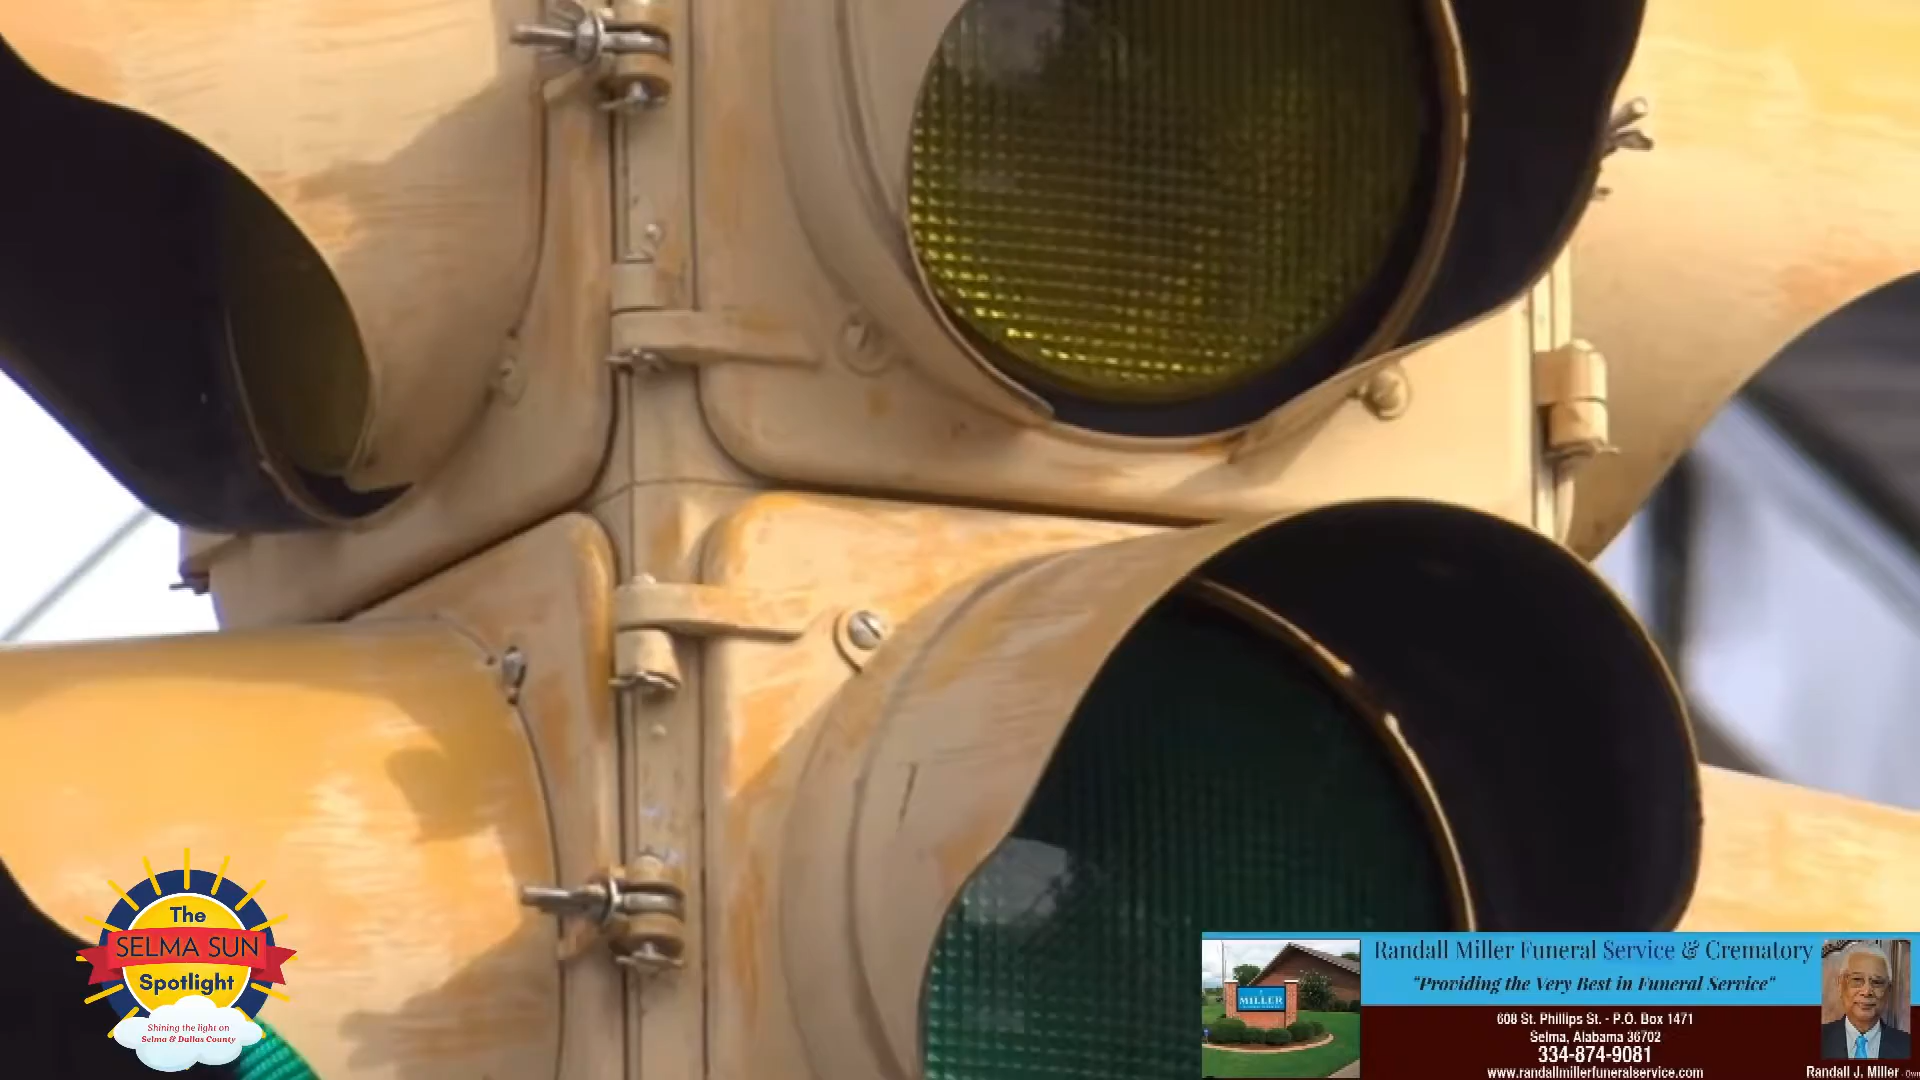 The
SELMA SUN
Spotlight
Shining the light on
Selma & Dallas County
MILLER
Randall Miller Funeral Service & Crematory
"Providing the Very Best in Funeral Service"
608 St. Phillips St. - P.O. Box 1471
Selma, Alabama 36702
334-874-9081
www.randallmillerfuneralservice.com
Randall J. Miller - Own